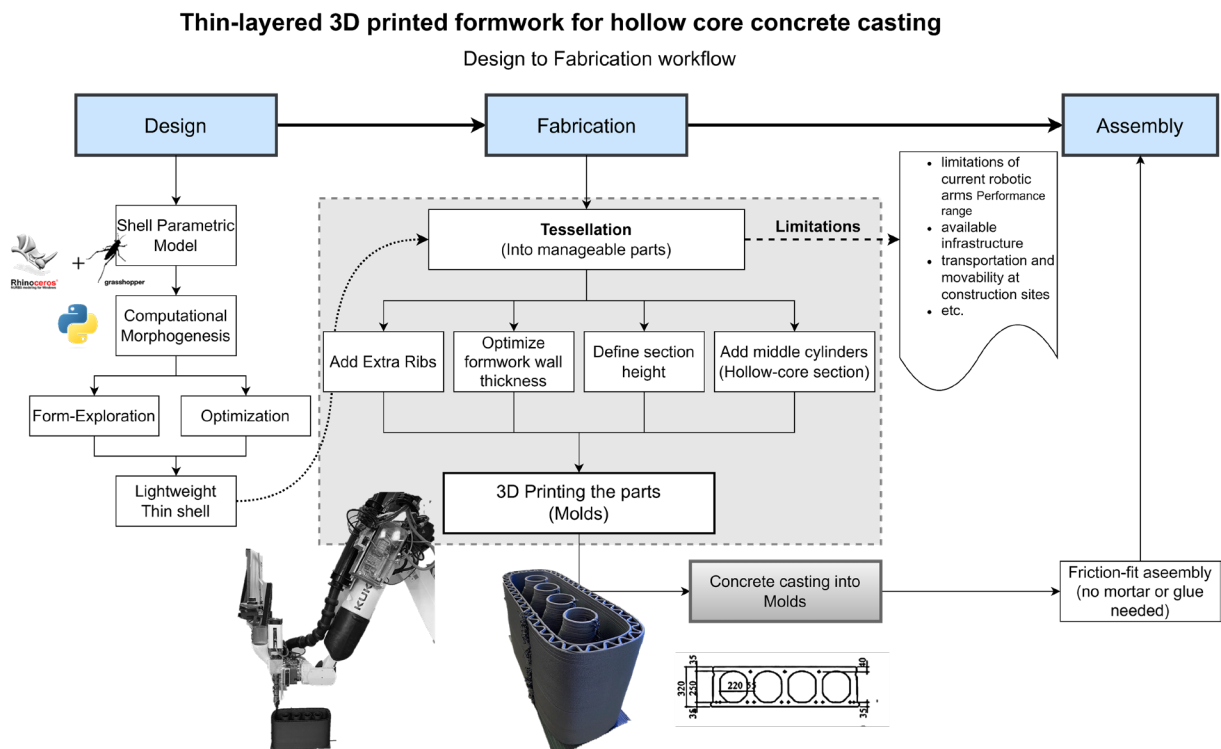 Thin-layered 3D printed formwork for hollow core concrete casting
Design to Fabrication workflow
Design
Fabrication
Assembly
Shell Parametric
Model
Rhinoceros®
+
grasshopper
Computational
Morphogenesis
Form-Exploration
Optimization
Lightweight
Thin shell
Tessellation
(Into manageable parts)
Limitations
• limitations of
current robotic
arms Performance
range
• available
infrastructure
• transportation and
movability at
construction sites
• etc.
Add Extra Ribs
Optimize
formwork wall
thickness
Define section
height
Add middle cylinders
(Hollow-core section)
3D Printing the parts
(Molds)
KUKA
Concrete casting into
Molds
Friction-fit aseembly
(no mortar or glue
needed)
35
40
320
250
220
55
35
35